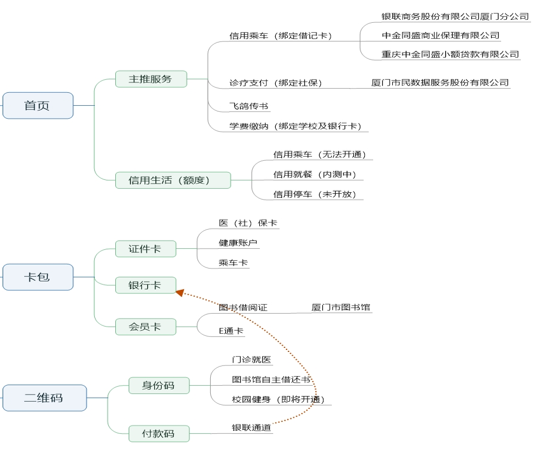 首页
主推服务
信用乘车（绑定借记卡）
银联商务股份有限公司厦门分公司
中金同盛商业保理有限公司
重庆中金同盛小额贷款有限公司
诊疗支付（绑定社保）
厦门市民数据服务股份有限公司
飞鸽传书
学费缴纳（绑定学校及银行卡）
信用生活（额度）
信用乘车（无法开通）
信用就餐（内测中）
信用停车（未开放）
卡包
证件卡
医（社）保卡
健康账户
乘车卡
银行卡
会员卡
图书借阅证
厦门市图书馆
E通卡
二维码
身份码
门诊就医
图书馆自主借还书
校园健身（即将开通）
付款码
银联通道